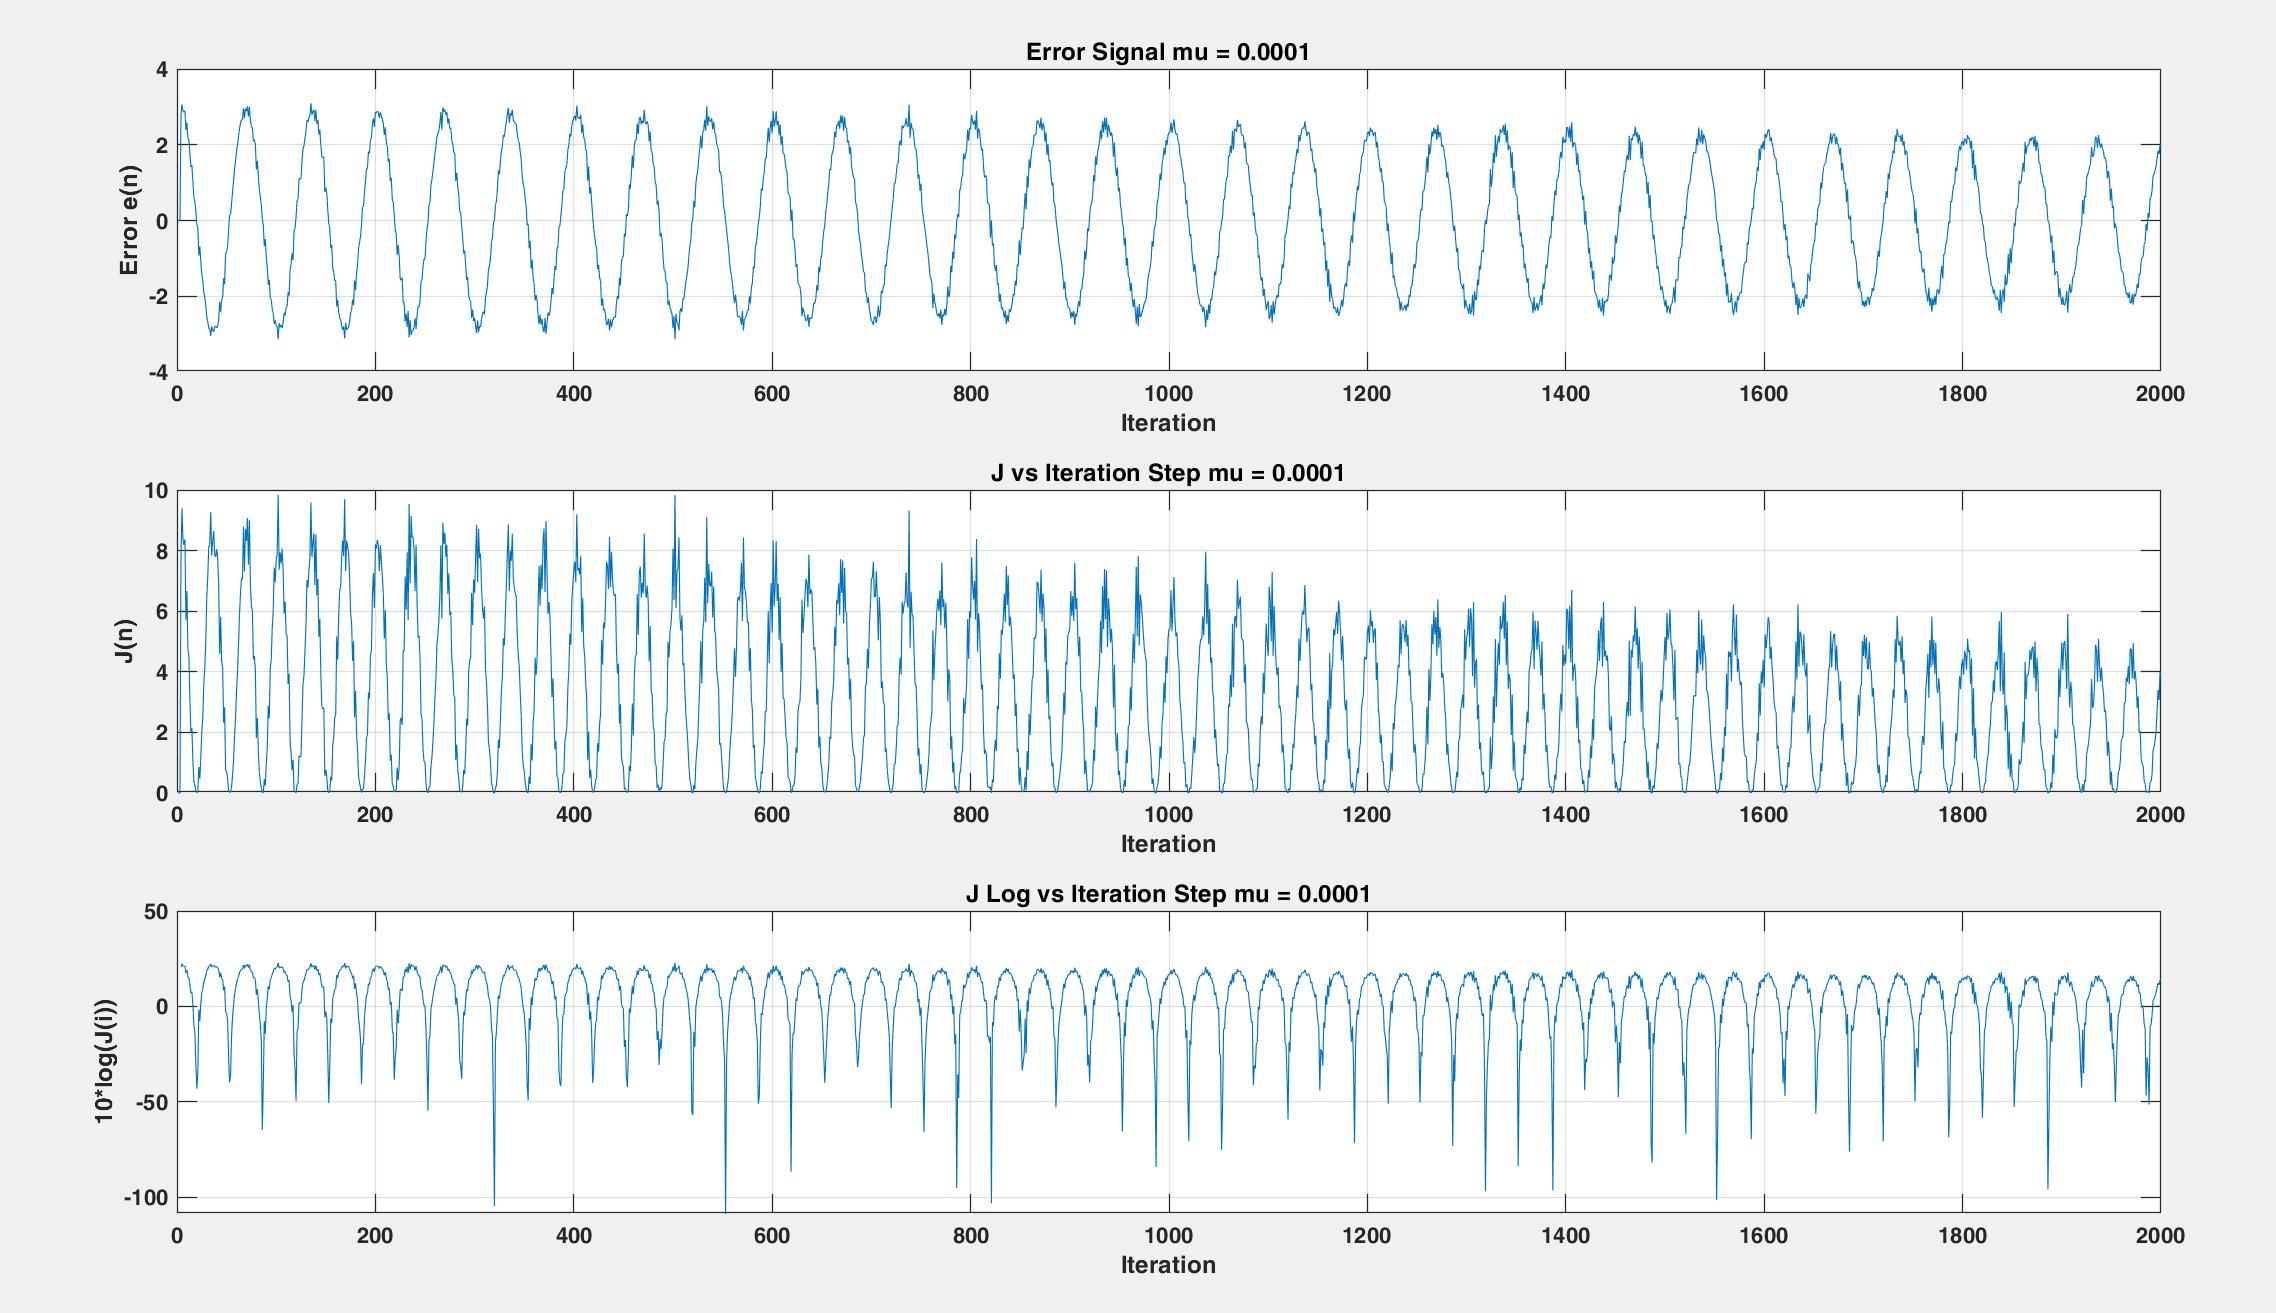 Error Signal mu = 0.0001
4
2
0
-2
-4
Error e(n)
0 200 400 600 800 1000 1200 1400 1600 1800 2000
Iteration
J vs Iteration Step mu = 0.0001
10
8
6
4
2
0
J(n)
0 200 400 600 800 1000 1200 1400 1600 1800 2000
Iteration
J Log vs Iteration Step mu = 0.0001
50
0
-50
-100
10*log(J(i))
0 200 400 600 800 1000 1200 1400 1600 1800 2000
Iteration